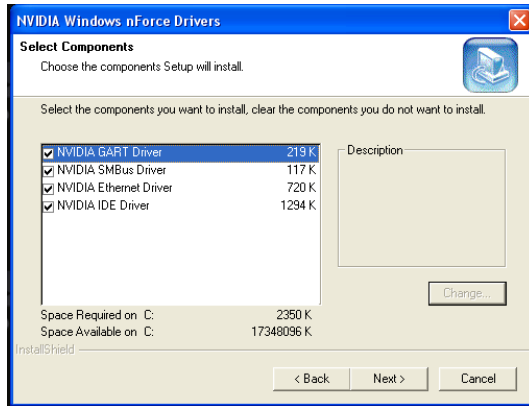 NVIDIA Windows nForce Drivers
Select Components
Choose the components Setup will install.
Select the components you want to install, clear the components you do not want to install.
NVIDIA GART Driver 219 K
NVIDIA SMBus Driver 117 K
NVIDIA Ethernet Driver 720 K
NVIDIA IDE Driver 1294 K
Description
Change...
Space Required on C: 2350 K
Space Available on C: 17348096 K
InstallShield
< Back Next > Cancel